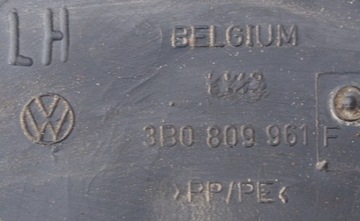 LH
BELGIUM
3B0 809 961 F
>PP/PE<